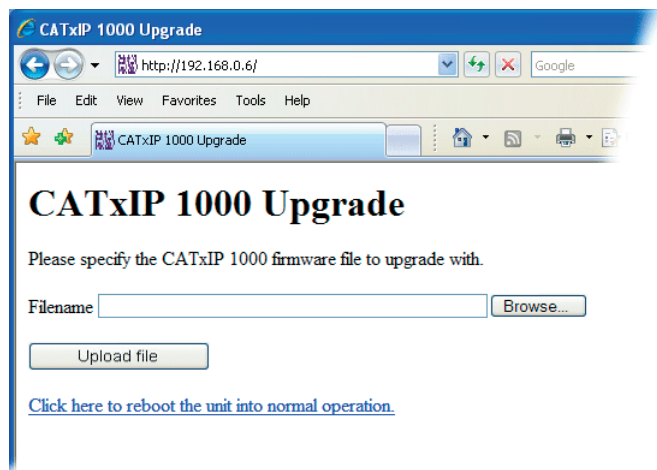 CATxIP 1000 Upgrade
http://192.168.0.6/
Google
File Edit View Favorites Tools Help
CATxIP 1000 Upgrade
CATxIP 1000 Upgrade
Please specify the CATxIP 1000 firmware file to upgrade with.
Filename Browse...
Upload file
Click here to reboot the unit into normal operation.